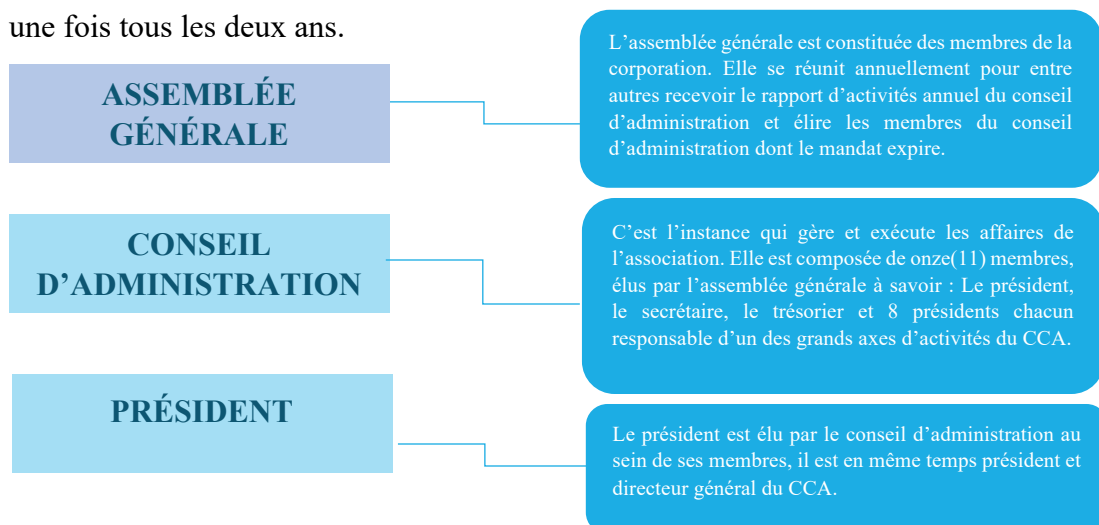 une fois tous les deux ans.
ASSEMBLÉE
GÉNÉRALE
L’assemblée générale est constituée des membres de la
corporation. Elle se réunit annuellement pour entre
autres recevoir le rapport d’activités annuel du conseil
d’administration et élire les membres du conseil
d’administration dont le mandat expire.
CONSEIL
D’ADMINISTRATION
C’est l’instance qui gère et exécute les affaires de
l’association. Elle est composée de onze(11) membres,
élus par l’assemblée générale à savoir : Le président,
le secrétaire, le trésorier et 8 présidents chacun
responsable d’un des grands axes d’activités du CCA.
PRÉSIDENT
Le président est élu par le conseil d’administration au
sein de ses membres, il est en même temps président et
directeur général du CCA.